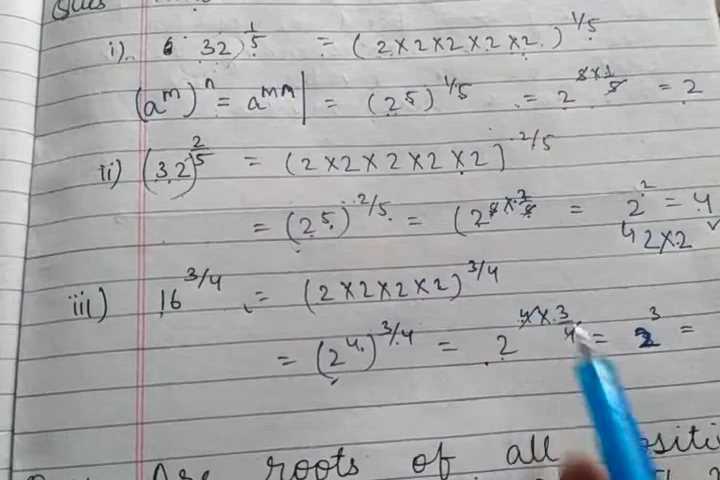 Ques
i). 32)^{1/5} = (2×2×2×2×2)^{1/5}
(a^m)^n = a^{mn} | = (2^5)^{1/5} = 2^{5×1/5} = 2
ii) (32)^{2/5} = (2×2×2×2×2]^{2/5}
= (2^5)^{2/5} = (2^{5×2/5} = 2^2 = 4
2×2
iii) 16^{3/4} = (2×2×2×2)^{3/4}
= (2^4)^{3/4} = 2^{4×3/4} = 2^3 =
Are roots of all positi